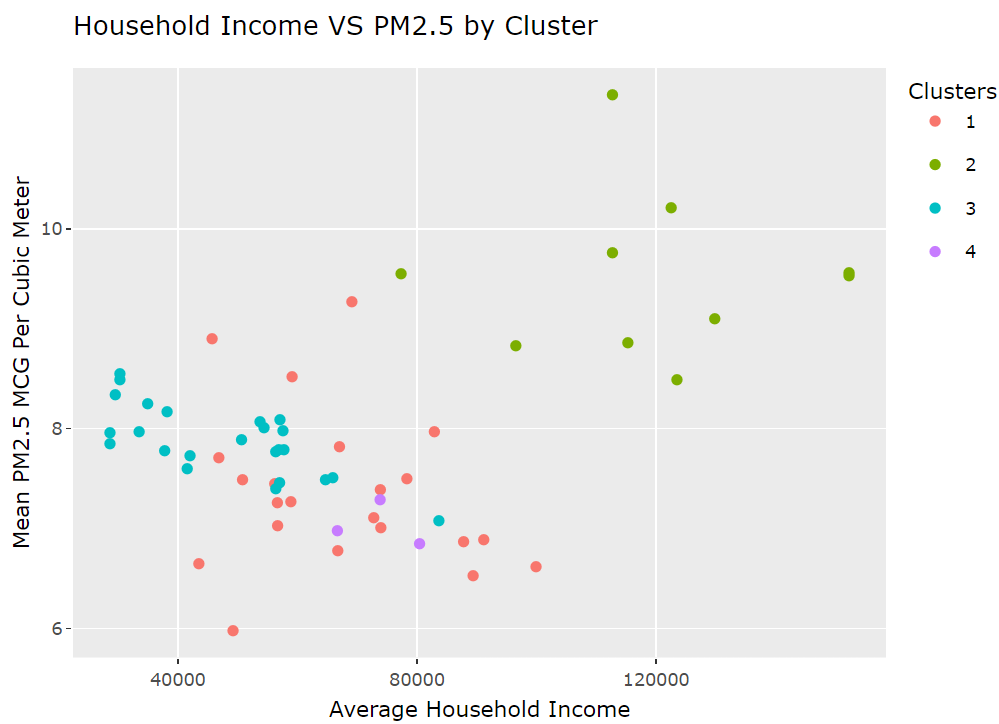 Household Income VS PM2.5 by Cluster
Mean PM2.5 MCG Per Cubic Meter
10
8
6
40000
80000
120000
Average Household Income
Clusters
1
2
3
4